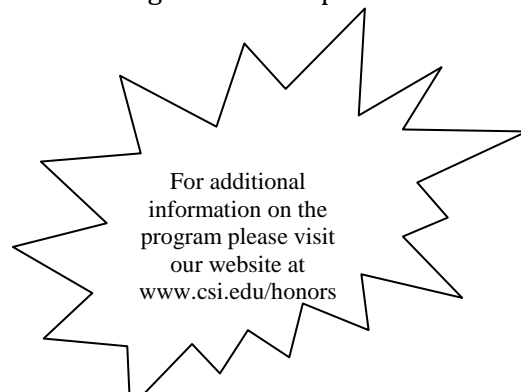 For additional
information on the
program please visit
our website at
www.csi.edu/honors